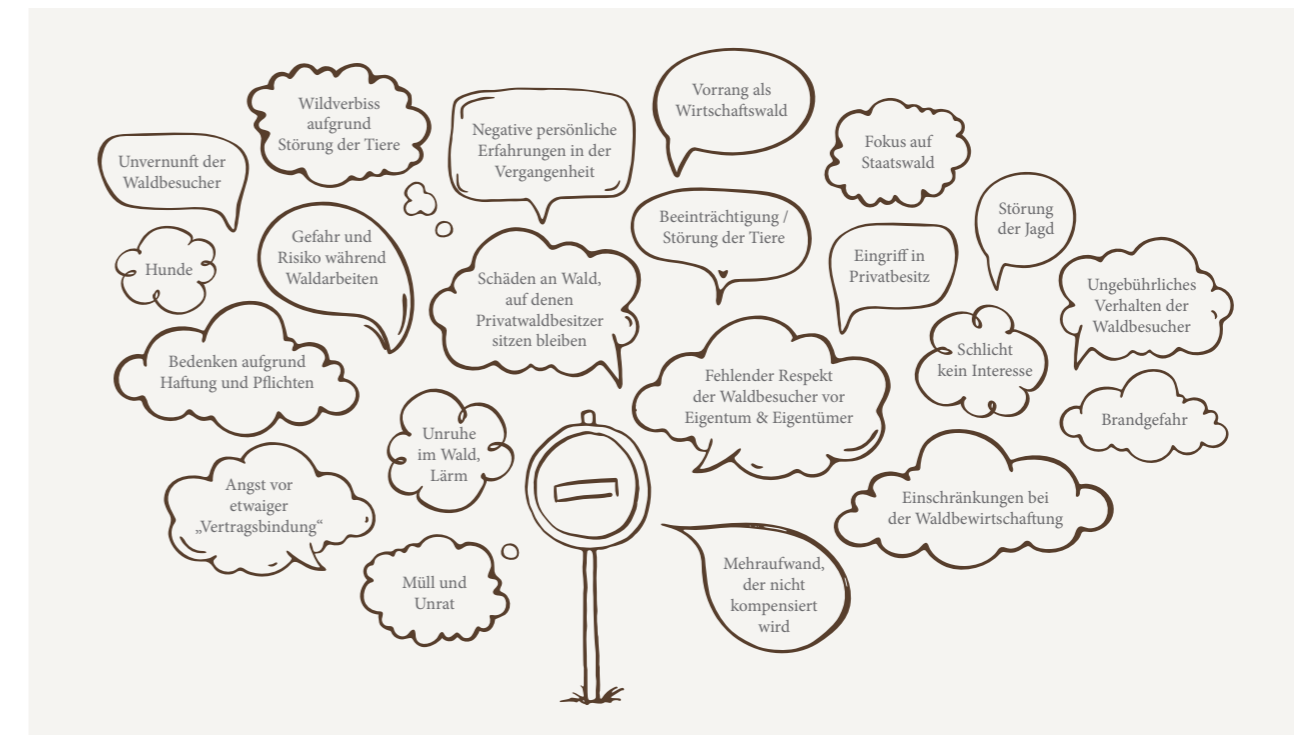 Wildverbiss
aufgrund
Störung der Tiere
Negative persönliche
Erfahrungen in der
Vergangenheit
Vorrang als
Wirtschaftswald
Fokus auf
Staatswald
Unvernunft der
Waldbesucher
Beeinträchtigung /
Störung der Tiere
Störung
der Jagd
Hunde
Gefahr und
Risiko während
Waldarbeiten
Schäden an Wald,
auf denen
Privatwaldbesitzer
sitzen bleiben
Eingriff in
Privatbesitz
Ungebührliches
Verhalten der
Waldbesucher
Bedenken aufgrund
Haftung und Pflichten
Fehlender Respekt
der Waldbesucher vor
Eigentum & Eigentümer
Schlicht
kein Interesse
Brandgefahr
Unruhe
im Wald,
Lärm
Angst vor
etwaiger
„Vertragsbindung“
Einschränkungen bei
der Waldbewirtschaftung
Müll und
Unrat
Mehraufwand,
der nicht
kompensiert
wird